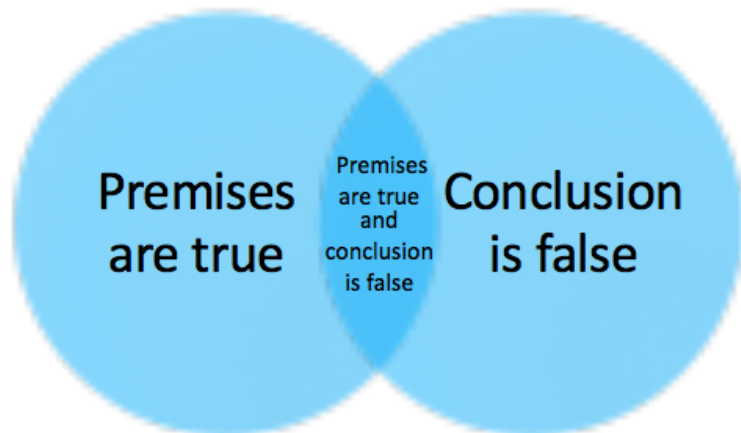 Premises
are true
Premises
are true
and
conclusion
is false
Conclusion
is false